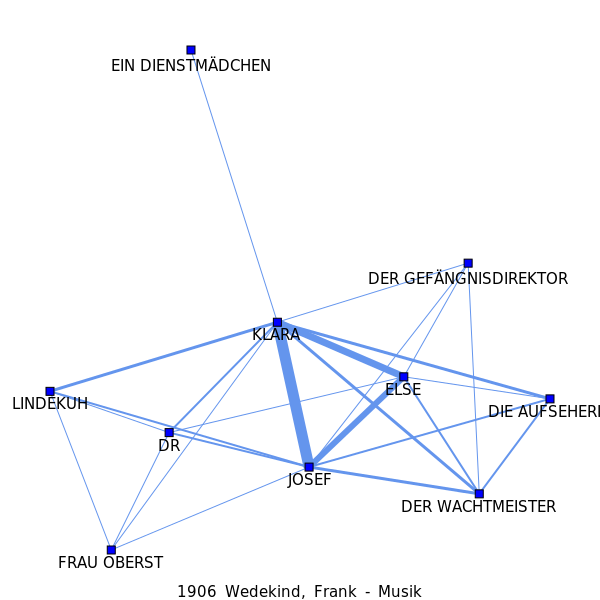 EIN DIENSTMÄDCHEN
DER GEFÄNGNISDIREKTOR
KLARA
ELSE
LINDEKUH
DIE AUFSEHERI
DR
JOSEF
DER WACHTMEISTER
FRAU OBERST
1906 Wedekind, Frank - Musik